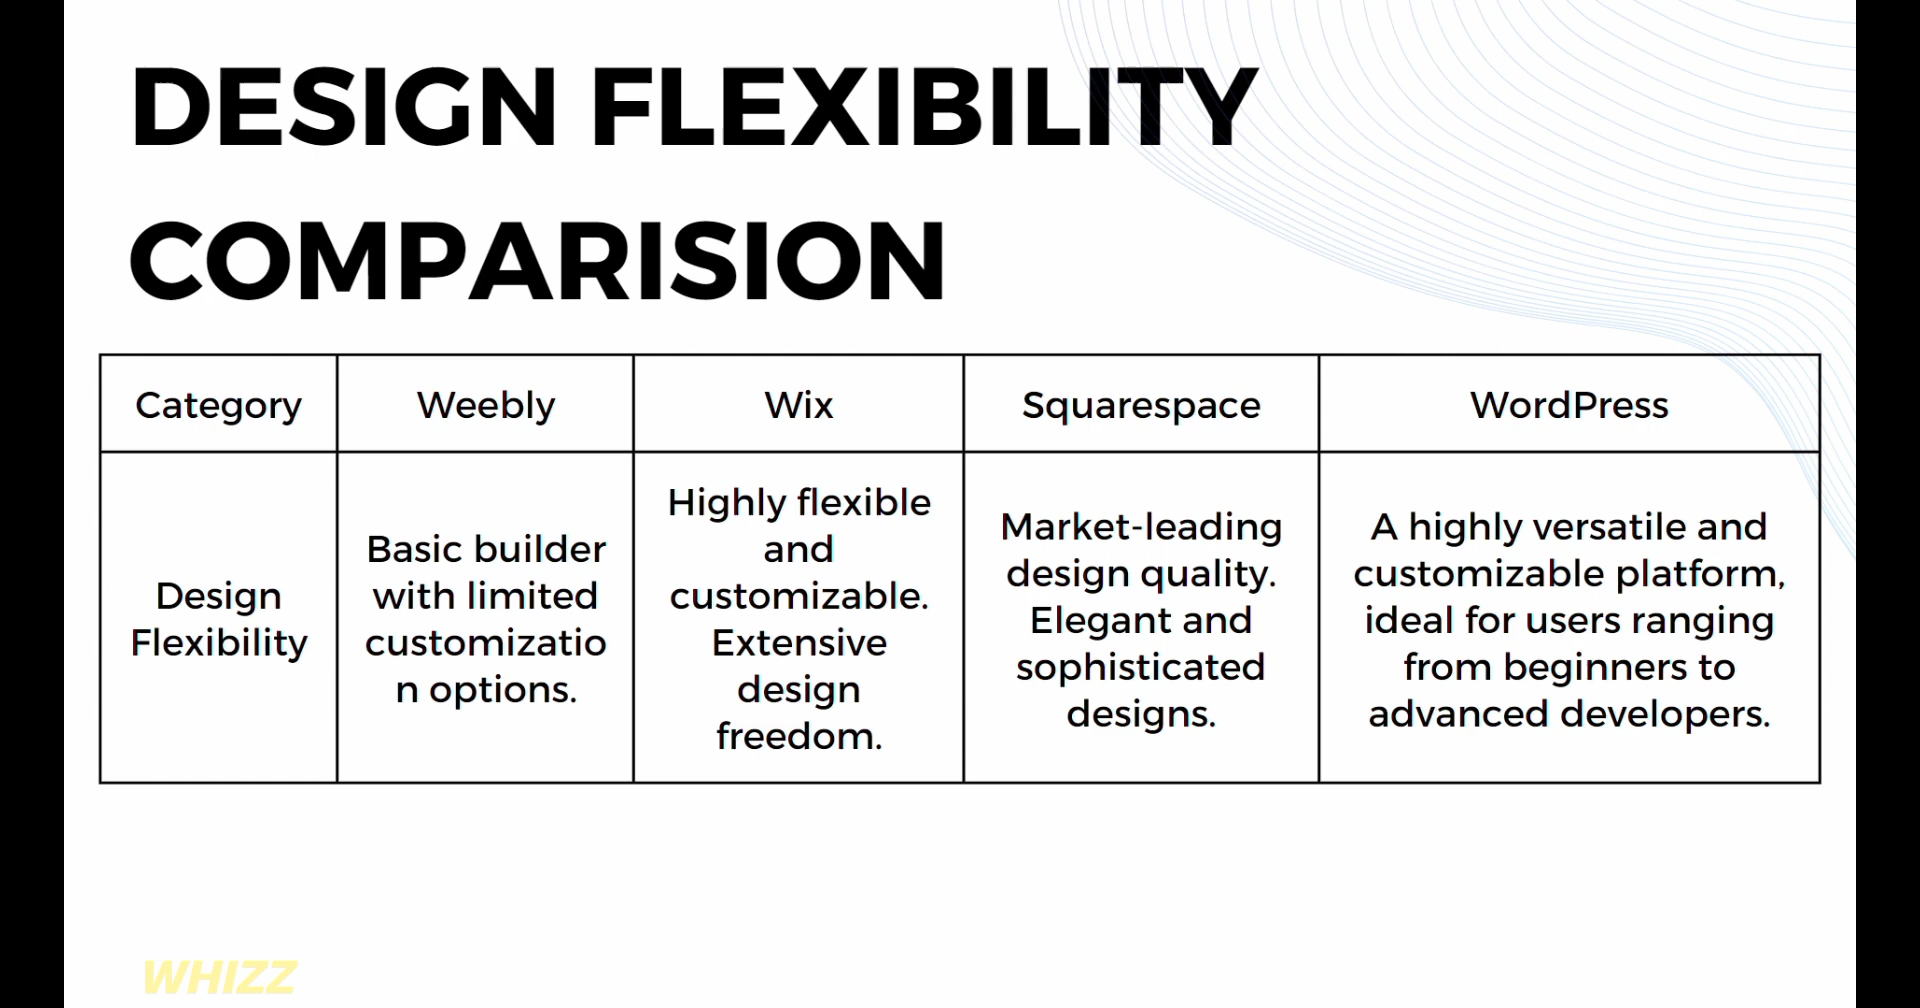 DESIGN FLEXIBILITY
COMPARISION
Category
Weebly
Wix
Squarespace
WordPress
Design
Flexibility
Basic builder
with limited
customizatio
n options.
Highly flexible
and
customizable.
Extensive
design
freedom.
Market-leading
design quality.
Elegant and
sophisticated
designs.
A highly versatile and
customizable platform,
ideal for users ranging
from beginners to
advanced developers.
WHIZZ